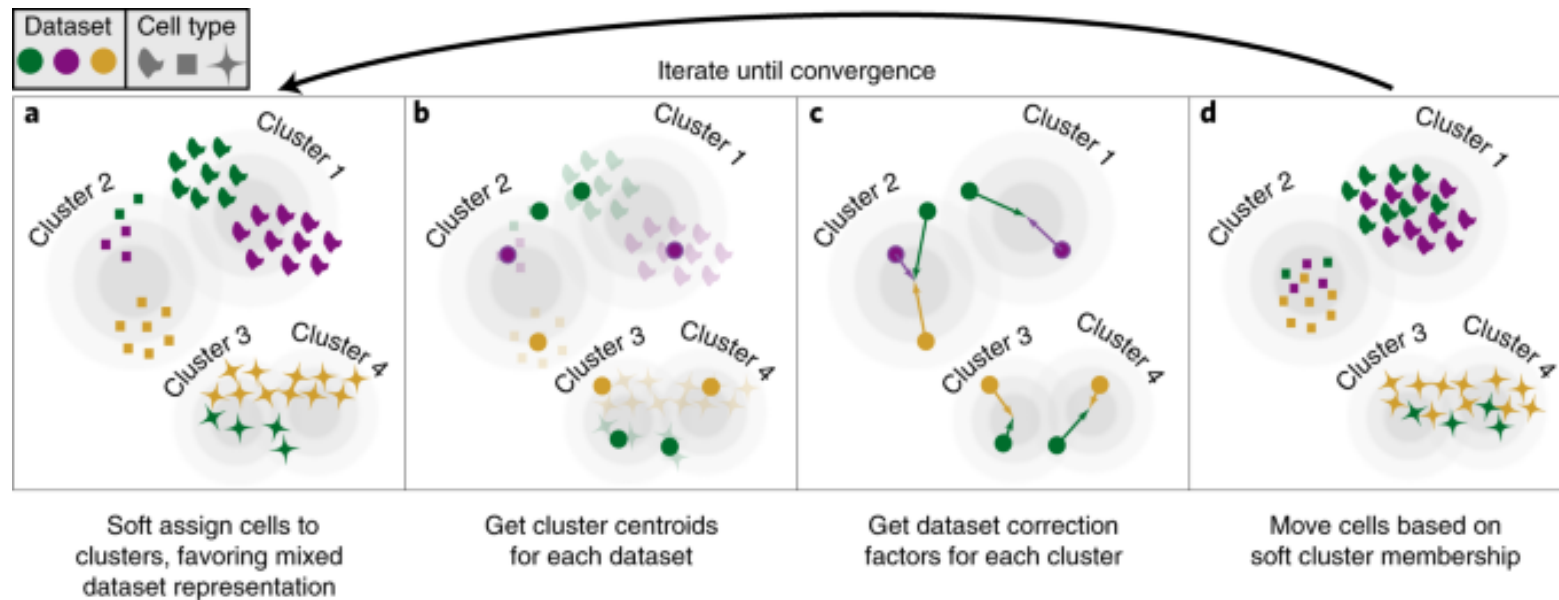 Dataset
Cell type
Iterate until convergence
a
Cluster 1
Cluster 2
Cluster 3
Cluster 4
b
Cluster 1
Cluster 2
Cluster 3
Cluster 4
c
Cluster 1
Cluster 2
Cluster 3
Cluster 4
d
Cluster 1
Cluster 2
Cluster 3
Cluster 4
Soft assign cells to
clusters, favoring mixed
dataset representation
Get cluster centroids
for each dataset
Get dataset correction
factors for each cluster
Move cells based on
soft cluster membership